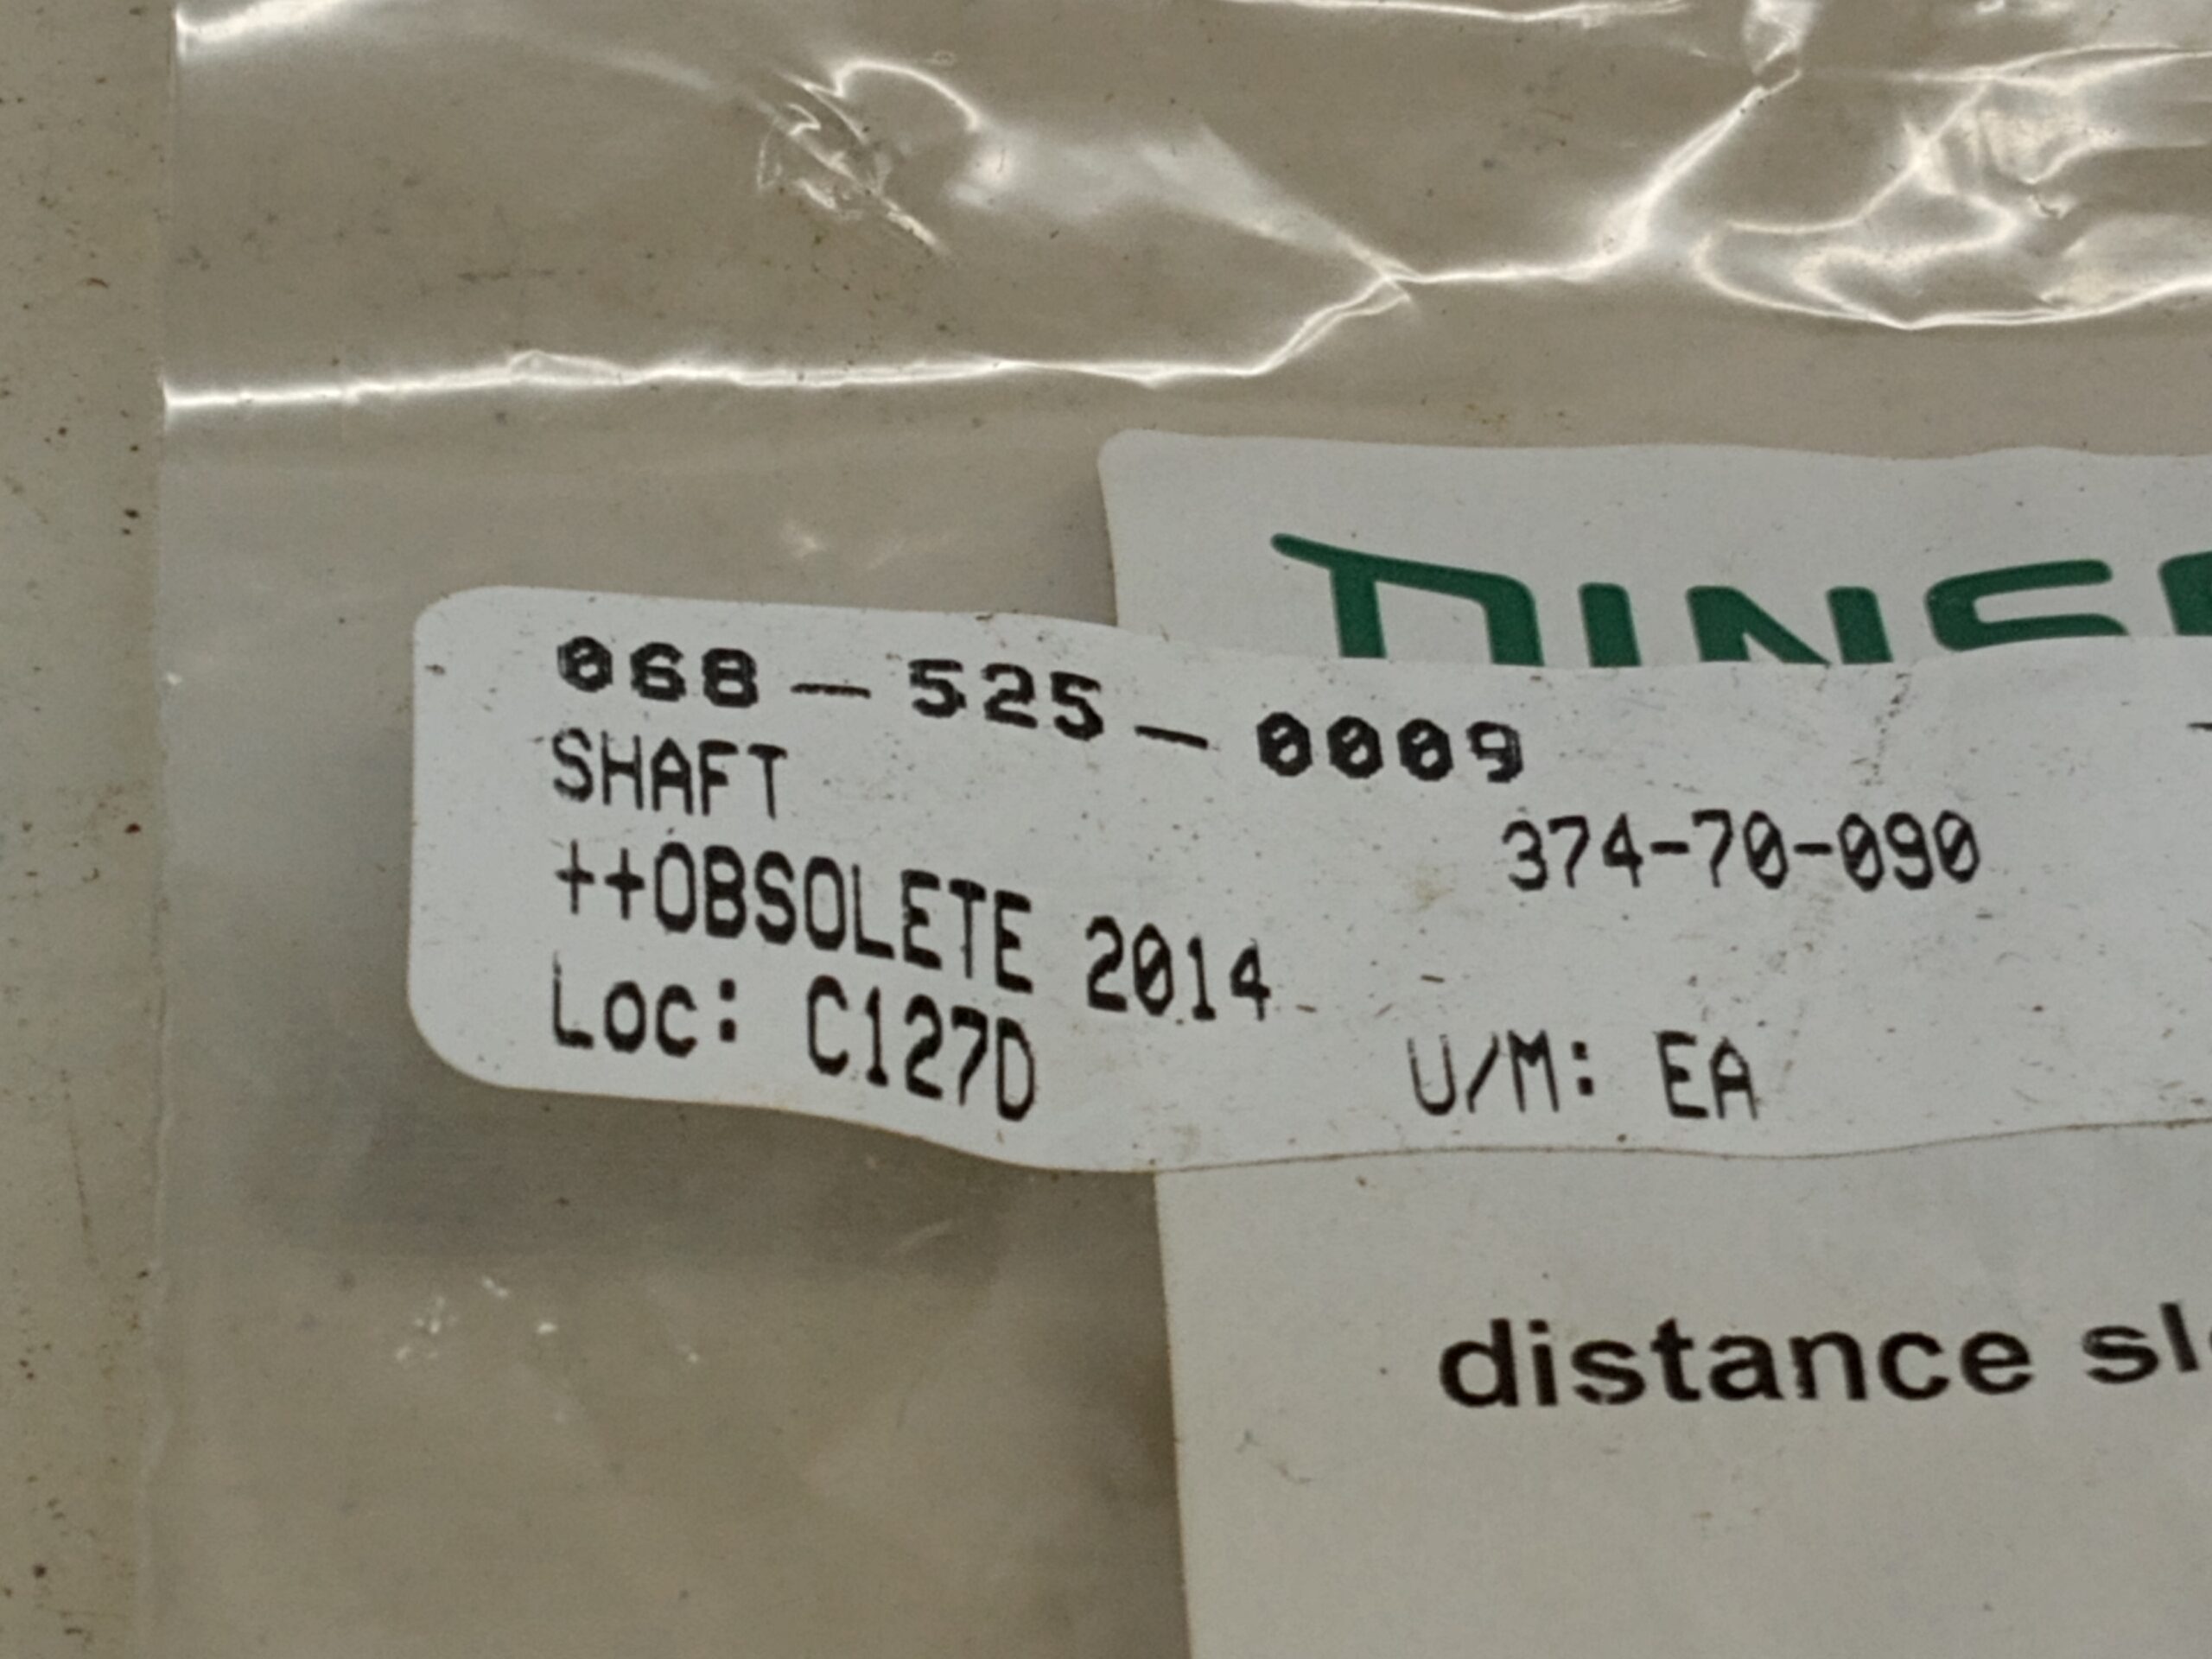 068-525-0009
SHAFT
374-70-090
++OBSOLETE 2014
Loc: C127D U/M: EA
distance